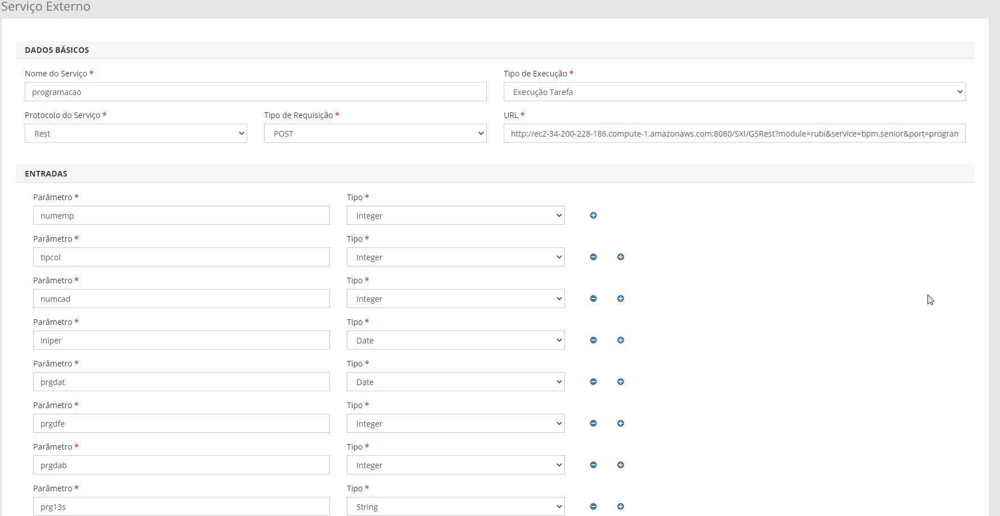 Serviço Externo
DADOS BÁSICOS
Nome do Serviço * Tipo de Execução *
programacao Execução Tarefa
Protocolo do Serviço * Tipo de Requisição * URL *
Rest POST http://ec2-34-200-228-186.compute-1.amazonaws.com:8080/SXI/G5Rest?module=rubi&service=bpm.senior&port=program
ENTRADAS
Parâmetro * Tipo *
numemp Integer
Parâmetro * Tipo *
tipcol Integer
Parâmetro * Tipo *
numcad Integer
Parâmetro * Tipo *
iniper Date
Parâmetro * Tipo *
prgdat Date
Parâmetro * Tipo *
prgdfe Integer
Parâmetro * Tipo *
prgdab Integer
Parâmetro * Tipo *
prg13s String